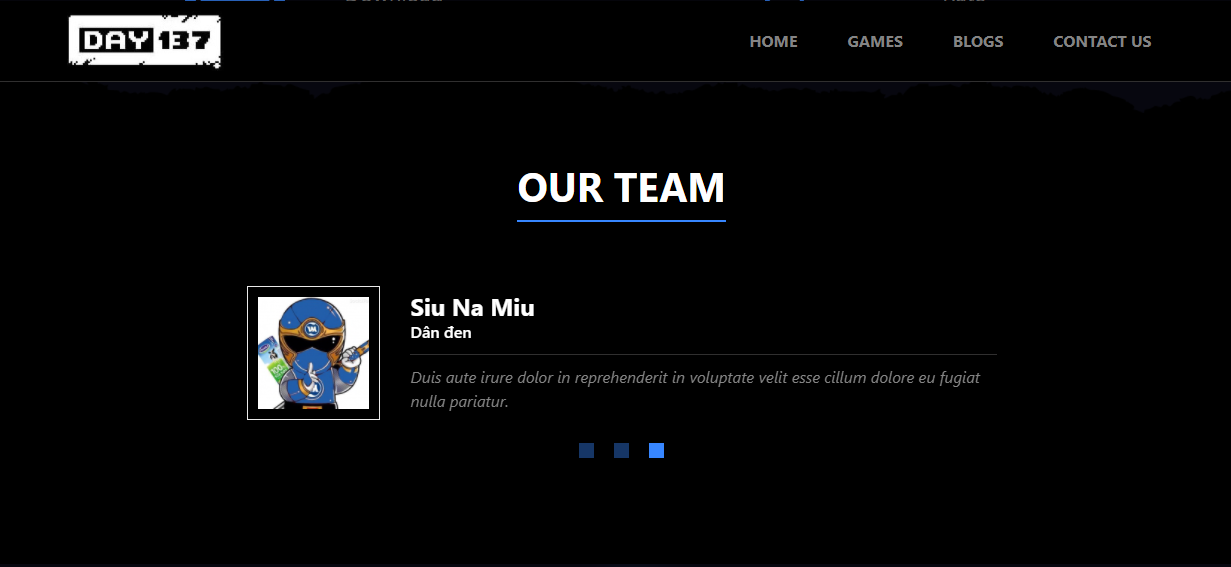 DAY 137
HOME GAMES BLOGS CONTACT US
OUR TEAM
Siu Na Miu
Dân đen
Duis aute irure dolor in reprehenderit in voluptate velit esse cillum dolore eu fugiat
nulla pariatur.